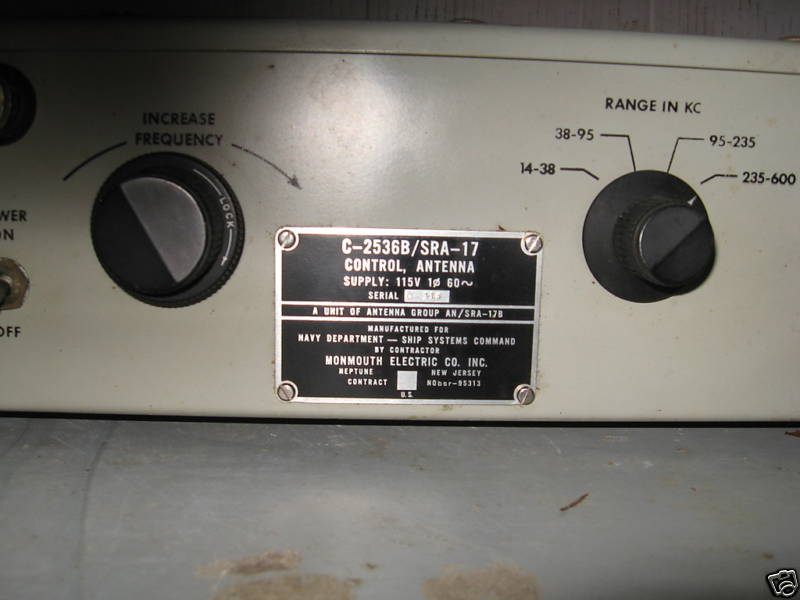 INCREASE
FREQUENCY
LOCK
ON
OFF
RANGE IN KC
38-95
95-235
14-38
235-600
C-2536B/SRA-17
CONTROL, ANTENNA
SUPPLY: 115V 1ø 60~
SERIAL
A UNIT OF ANTENNA GROUP AN/SRA-17B
MANUFACTURED FOR
NAVY DEPARTMENT — SHIP SYSTEMS COMMAND
BY CONTRACTOR
MONMOUTH ELECTRIC CO. INC.
NEPTUNE NEW JERSEY
CONTRACT NObsr-95313
U.S.